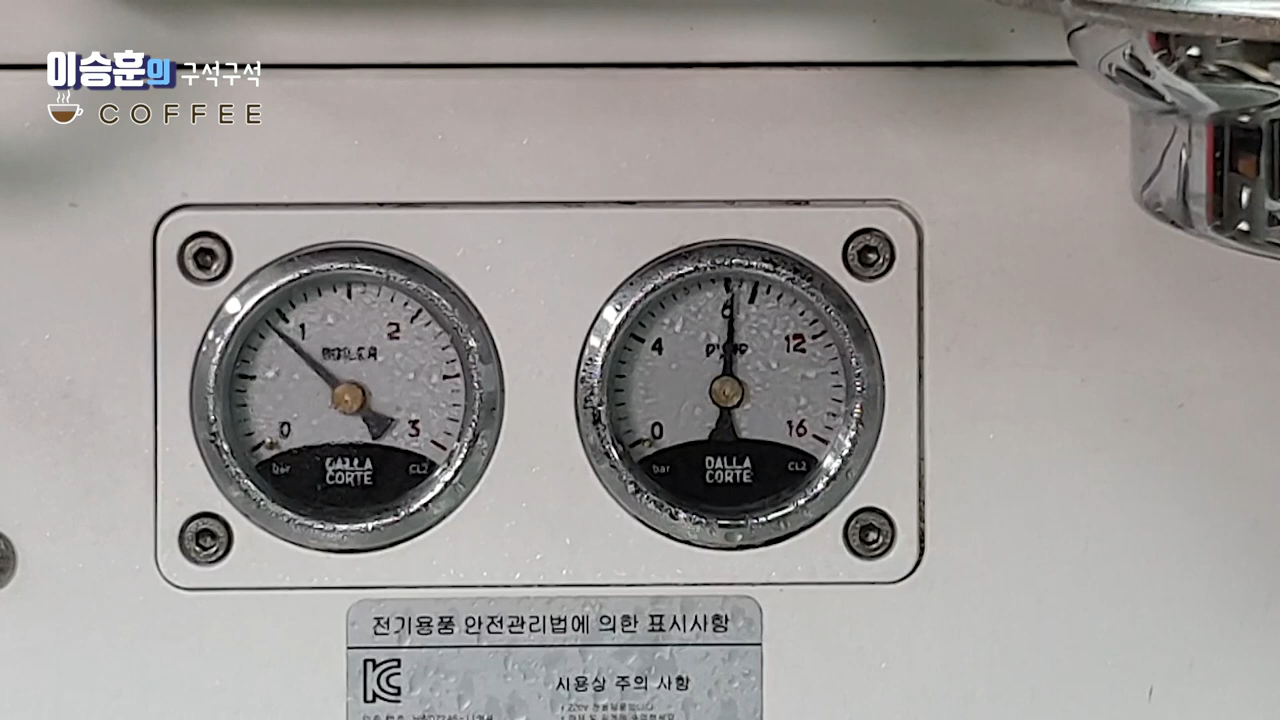 이승훈의 구석구석
COFFEE
1 2
BOILER
0 3
bar CL2
DALLA
CORTE
6
4 12
PUMP
0 16
bar CL2
DALLA
CORTE
전기용품 안전관리법에 의한 표시사항
사용상 주의 사항